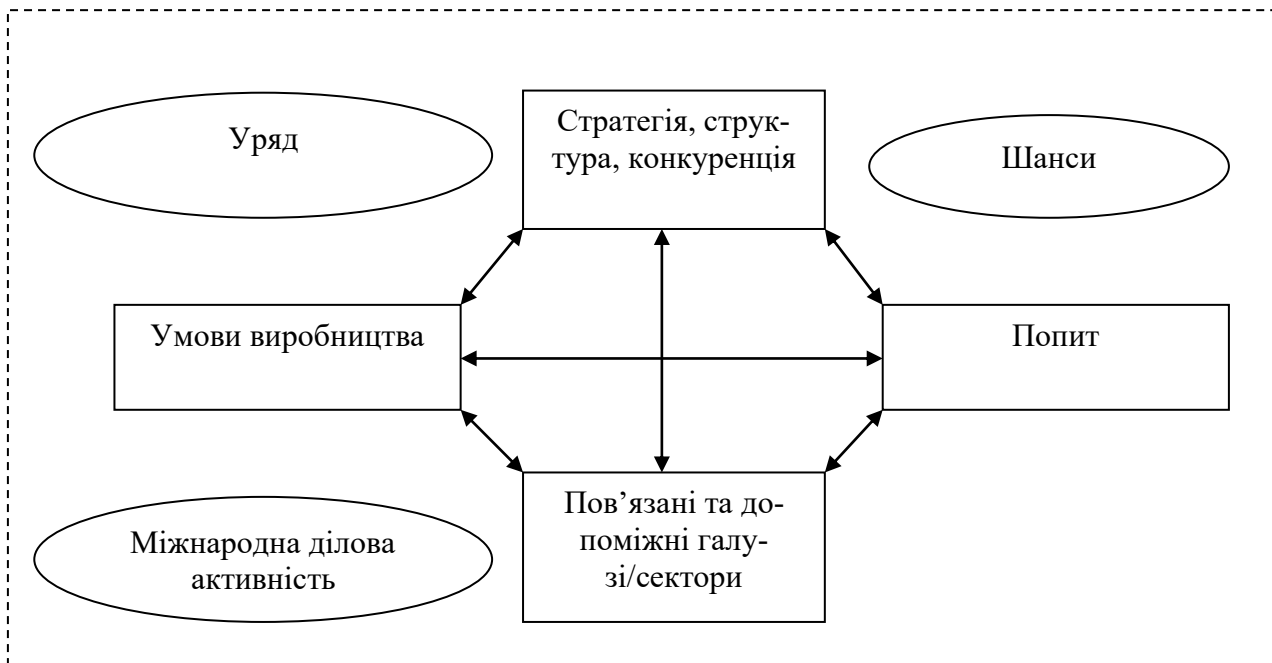 Уряд
Стратегія, струк-
тура, конкуренція
Шанси
Умови виробництва
Попит
Міжнародна ділова
активність
Пов’язані та до-
поміжні галу-
зі/сектори